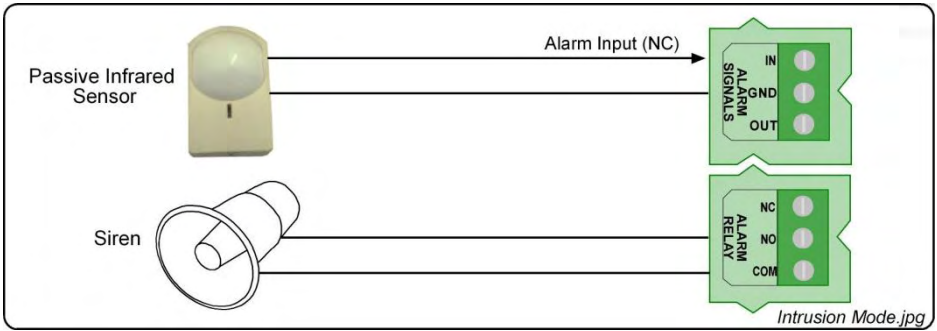 Passive Infrared
Sensor
Alarm Input (NC)
ALARM
SIGNALS
IN
GND
OUT
Siren
ALARM
RELAY
NC
NO
COM
Intrusion Mode.jpg